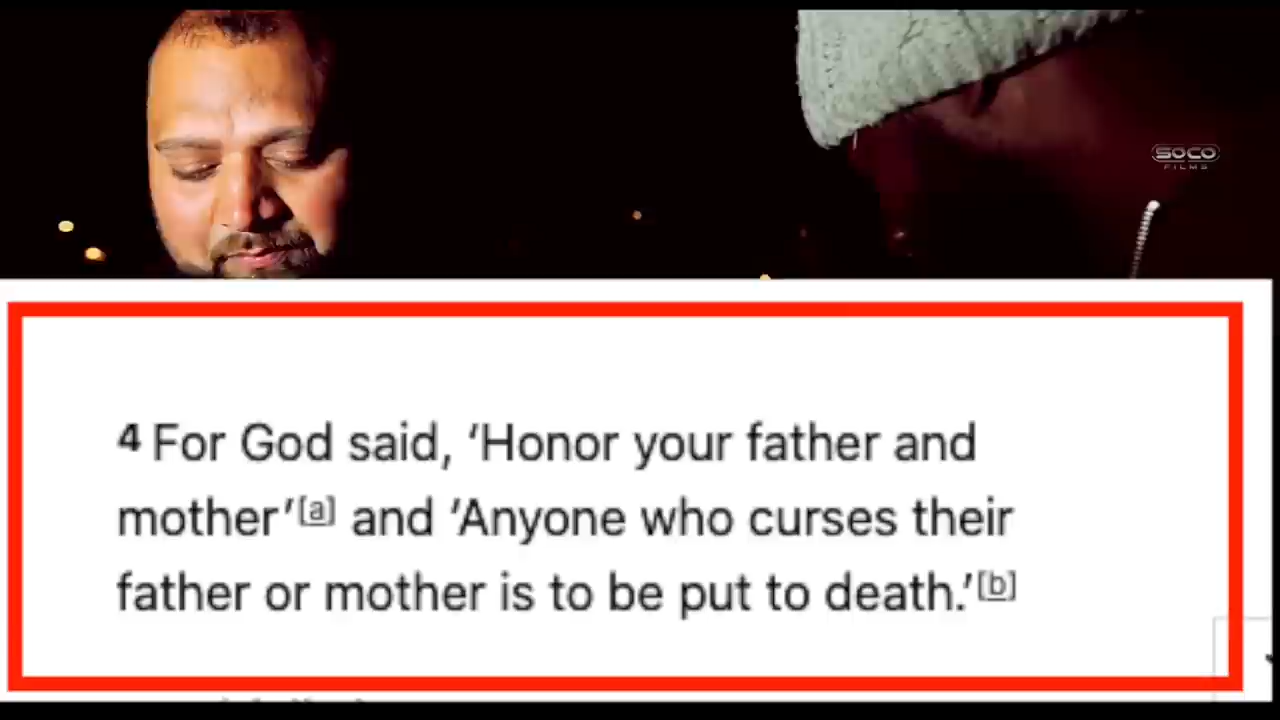 SOCO
FILMS
4 For God said, ‘Honor your father and
mother’[a] and ‘Anyone who curses their
father or mother is to be put to death.’[b]